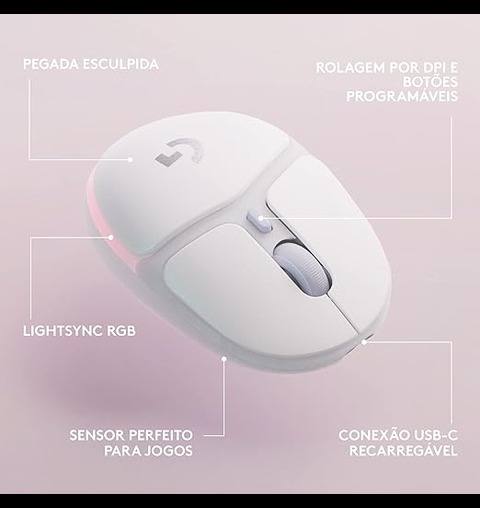 PEGADA ESCULPIDA
ROLAGEM POR DPI E
BOTÕES
PROGRAMÁVEIS
LIGHTSYNC RGB
SENSOR PERFEITO
PARA JOGOS
CONEXÃO USB-C
RECARREGÁVEL